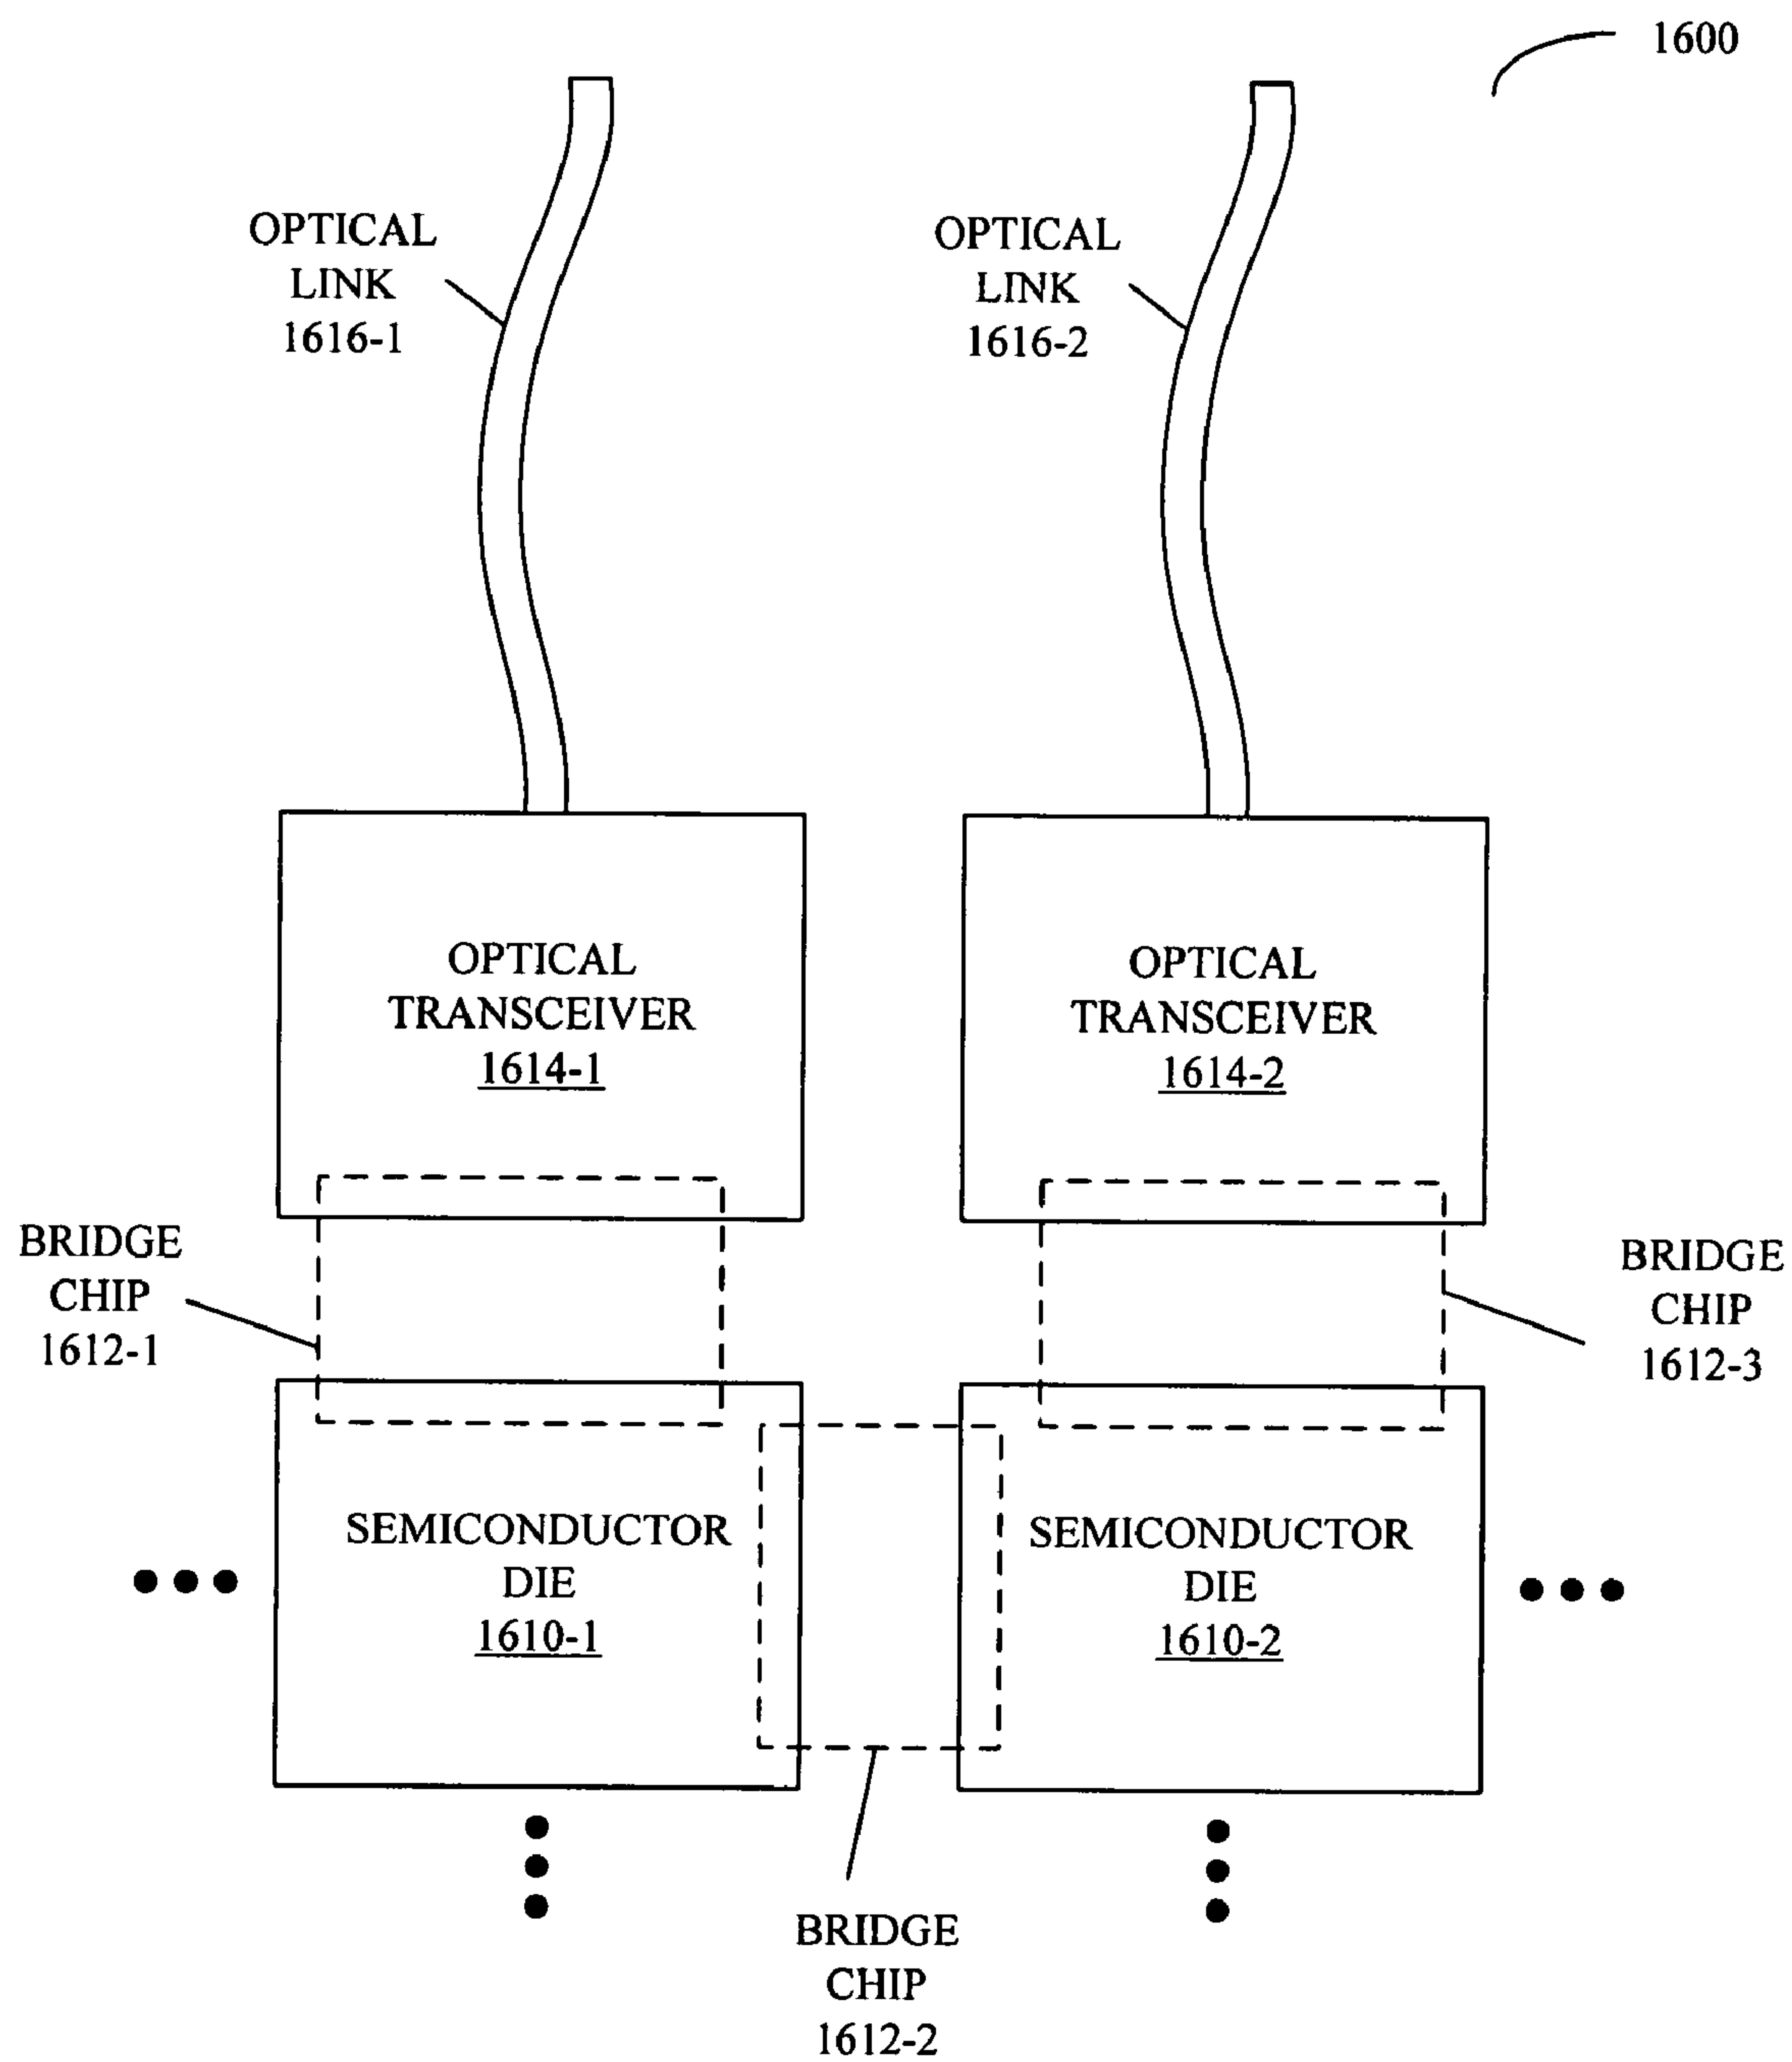 1600
OPTICAL
LINK
1616-1
OPTICAL
LINK
1616-2
OPTICAL
TRANSCEIVER
1614-1
OPTICAL
TRANSCEIVER
1614-2
BRIDGE
CHIP
1612-1
BRIDGE
CHIP
1612-3
SEMICONDUCTOR
DIE
1610-1
SEMICONDUCTOR
DIE
1610-2
BRIDGE
CHIP
1612-2